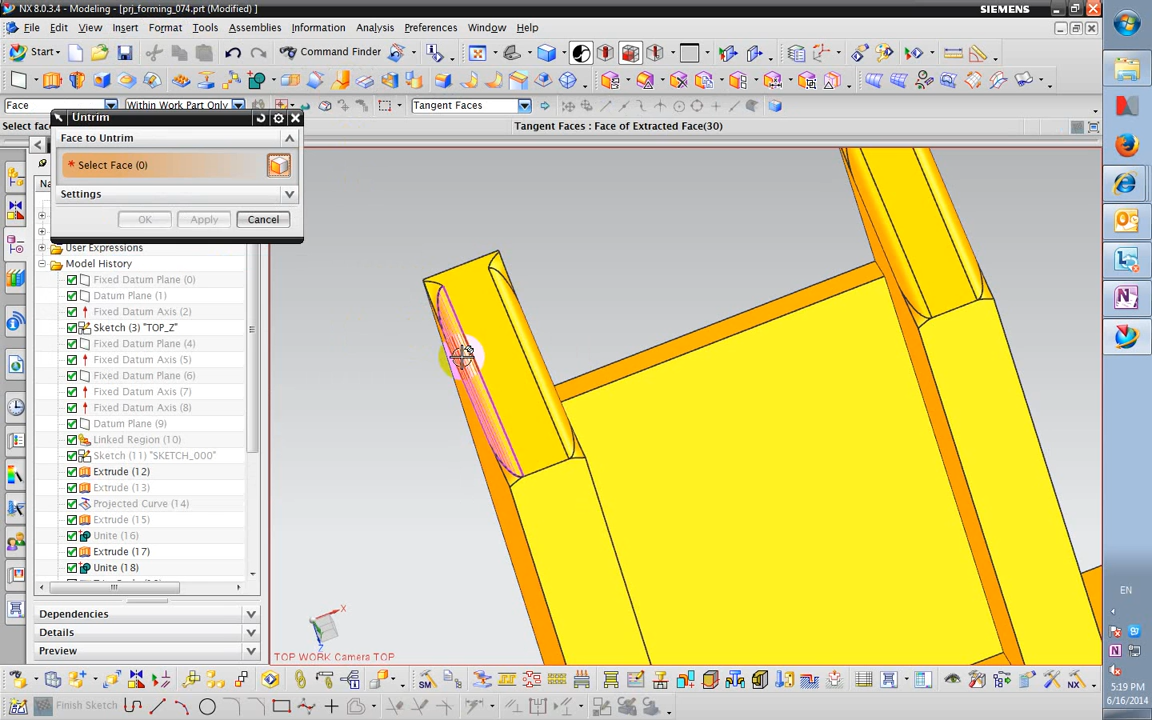 NX 8.0.3.4 - Modeling - [prj_forming_074.prt (Modified) ]
SIEMENS
File Edit View Insert Format Tools Assemblies Information Analysis Preferences Window Help
Start
Command Finder
Face
Within Work Part Only
Tangent Faces
Select fac
Tangent Faces : Face of Extracted Face(30)
Untrim
Face to Untrim
* Select Face (0)
Settings
OK Apply Cancel
Na
User Expressions
Model History
Fixed Datum Plane (0)
Datum Plane (1)
Fixed Datum Axis (2)
Sketch (3) "TOP_Z"
Fixed Datum Plane (4)
Fixed Datum Axis (5)
Fixed Datum Plane (6)
Fixed Datum Axis (7)
Fixed Datum Axis (8)
Datum Plane (9)
Linked Region (10)
Sketch (11) "SKETCH_000"
Extrude (12)
Extrude (13)
Projected Curve (14)
Extrude (15)
Unite (16)
Extrude (17)
Unite (18)
Dependencies
Details
Preview
X
Z
TOP WORK Camera TOP
SM
NX
Finish Sketch
EN
5:19 PM
6/16/2014